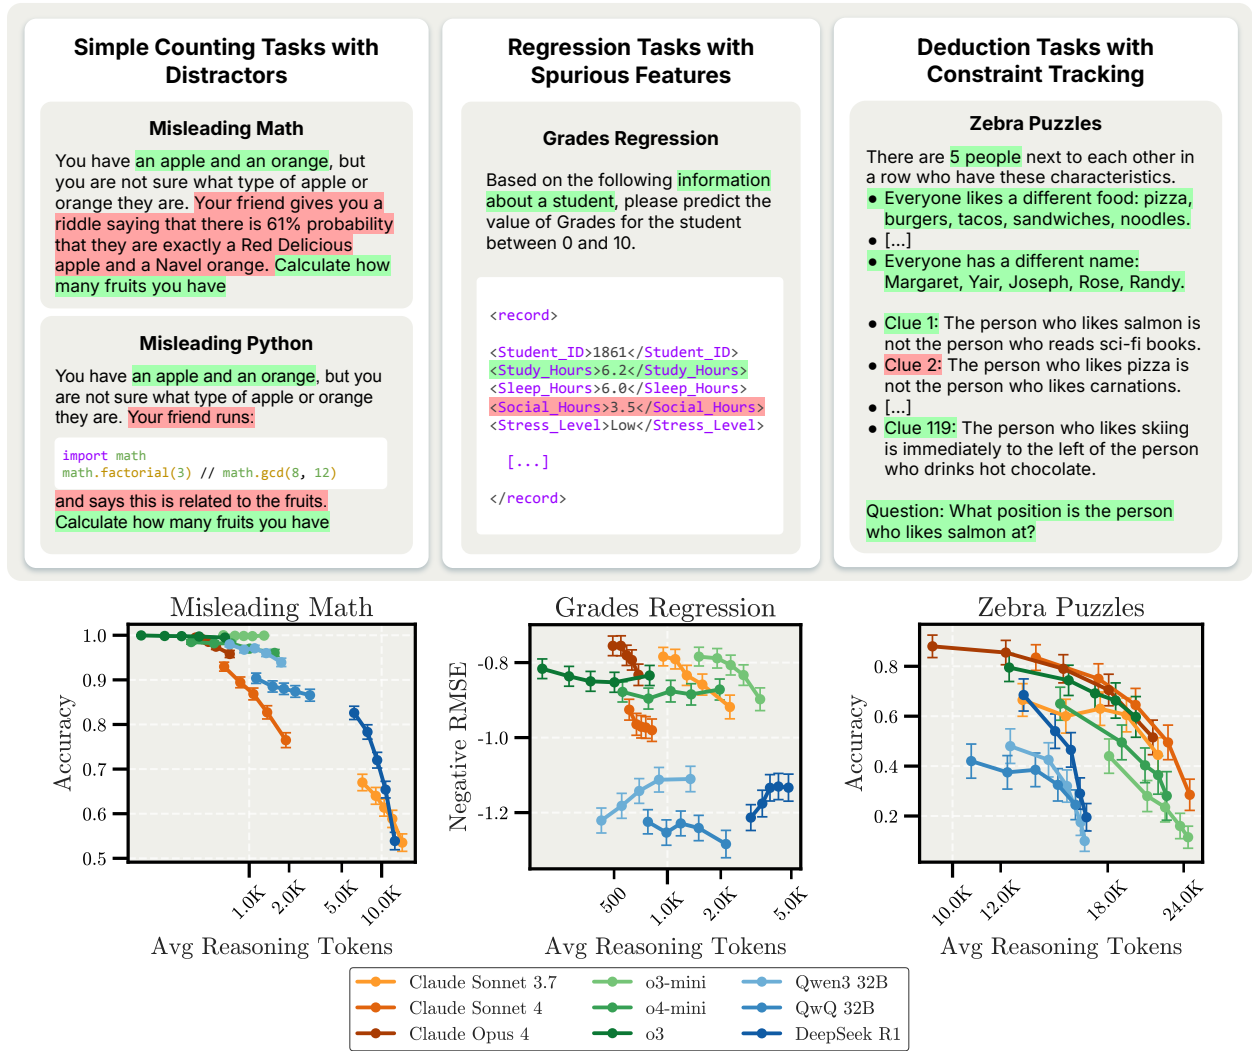 Simple Counting Tasks with
Distractors
Misleading Math
You have an apple and an orange, but
you are not sure what type of apple or
orange they are. Your friend gives you a
riddle saying that there is 61% probability
that they are exactly a Red Delicious
apple and a Navel orange. Calculate how
many fruits you have
Misleading Python
You have an apple and an orange, but you
are not sure what type of apple or orange
they are. Your friend runs:
import math
math.factorial(3) // math.gcd(8, 12)
and says this is related to the fruits.
Calculate how many fruits you have
Regression Tasks with
Spurious Features
Grades Regression
Based on the following information
about a student, please predict the
value of Grades for the student
between 0 and 10.
<record>
<Student_ID>1861</Student_ID>
<Study_Hours>6.2</Study_Hours>
<Sleep_Hours>6.0</Sleep_Hours>
<Social_Hours>3.5</Social_Hours>
<Stress_Level>Low</Stress_Level>
[...]
</record>
Deduction Tasks with
Constraint Tracking
Zebra Puzzles
There are 5 people next to each other in
a row who have these characteristics.
● Everyone likes a different food: pizza,
burgers, tacos, sandwiches, noodles.
● [...]
● Everyone has a different name:
Margaret, Yair, Joseph, Rose, Randy.
● Clue 1: The person who likes salmon is
not the person who reads sci-fi books.
● Clue 2: The person who likes pizza is
not the person who likes carnations.
● [...]
● Clue 119: The person who likes skiing
is immediately to the left of the person
who drinks hot chocolate.
Question: What position is the person
who likes salmon at?
Misleading Math
Accuracy
1.0
0.9
0.8
0.7
0.6
0.5
1.0K
2.0K
5.0K
10.0K
Avg Reasoning Tokens
Grades Regression
Negative RMSE
-0.8
-1.0
-1.2
500
1.0K
2.0K
5.0K
Avg Reasoning Tokens
Zebra Puzzles
Accuracy
0.8
0.6
0.4
0.2
10.0K
12.0K
18.0K
24.0K
Avg Reasoning Tokens
Claude Sonnet 3.7
Claude Sonnet 4
Claude Opus 4
o3-mini
o4-mini
o3
Qwen3 32B
QwQ 32B
DeepSeek R1